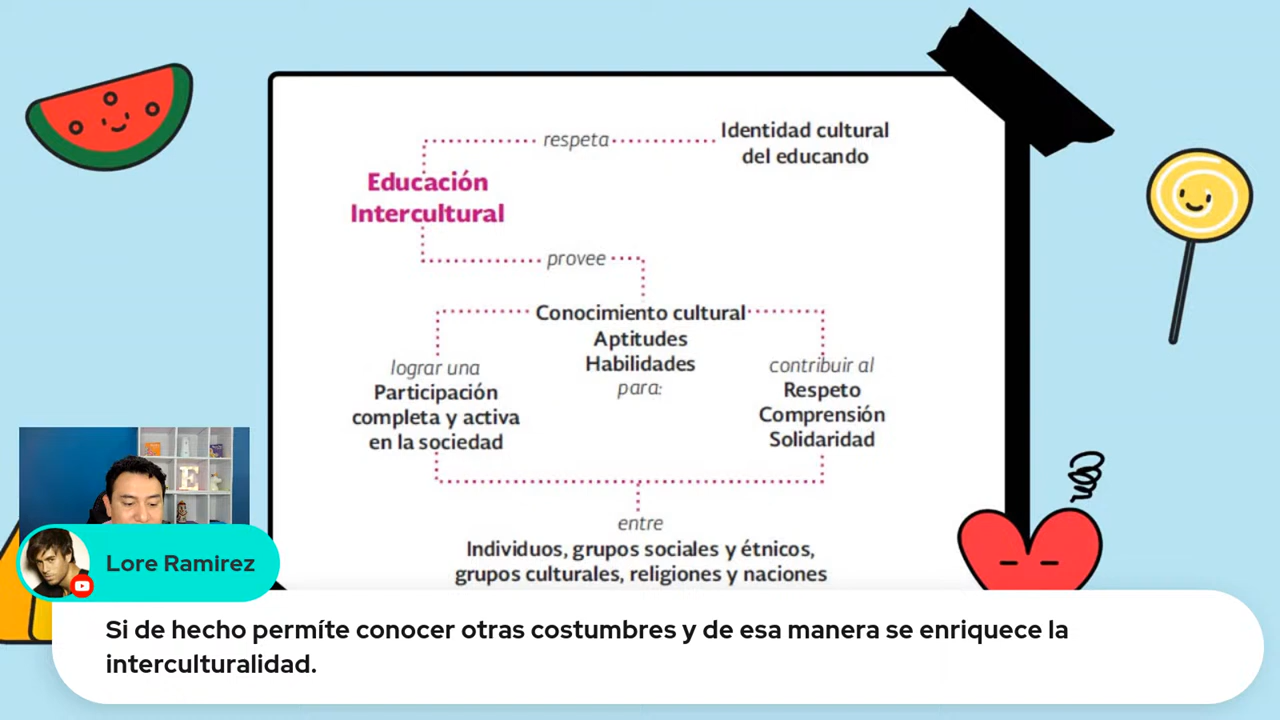 respeta
Identidad cultural
del educando
Educación
Intercultural
provee
Conocimiento cultural
Aptitudes
Habilidades
para:
lograr una
Participación
completa y activa
en la sociedad
contribuir al
Respeto
Comprensión
Solidaridad
entre
Individuos, grupos sociales y étnicos,
grupos culturales, religiones y naciones
E
Lore Ramirez
Si de hecho permíte conocer otras costumbres y de esa manera se enriquece la
interculturalidad.